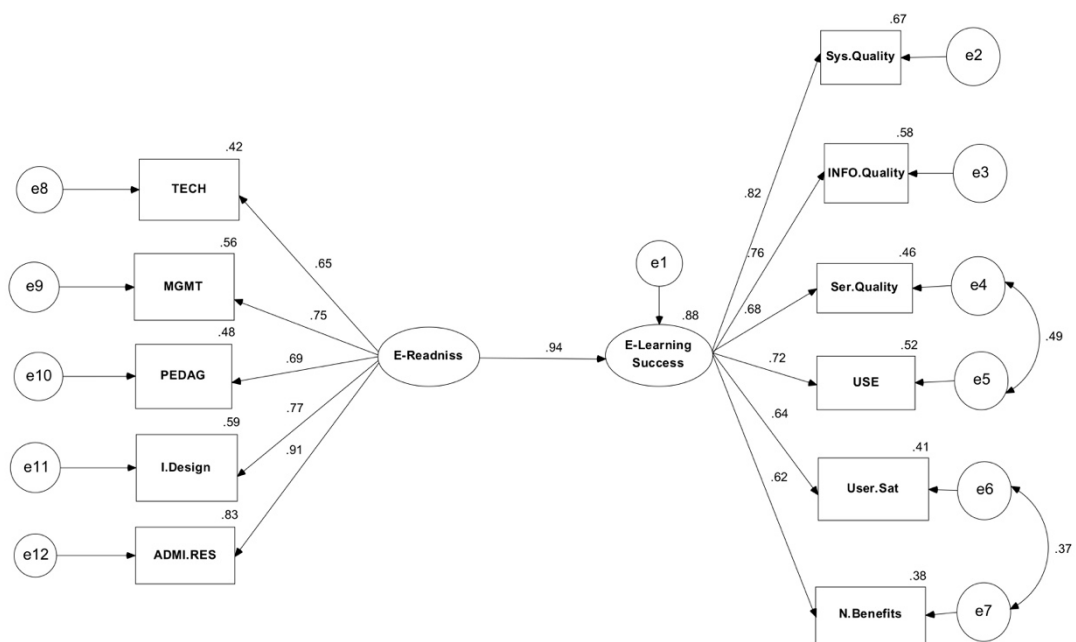 .67
Sys.Quality
e2
.58
INFO.Quality
e3
.82
.76
.46
Ser.Quality
e4
.68
.49
.52
USE
e5
.72
.64
.41
User.Sat
e6
.62
.37
.38
N.Benefits
e7
e1
.88
E-Learning
Success
.94
E-Readniss
.42
e8
TECH
.65
.56
e9
MGMT
.75
.48
e10
PEDAG
.69
.77
.59
e11
I.Design
.91
.83
e12
ADMI.RES